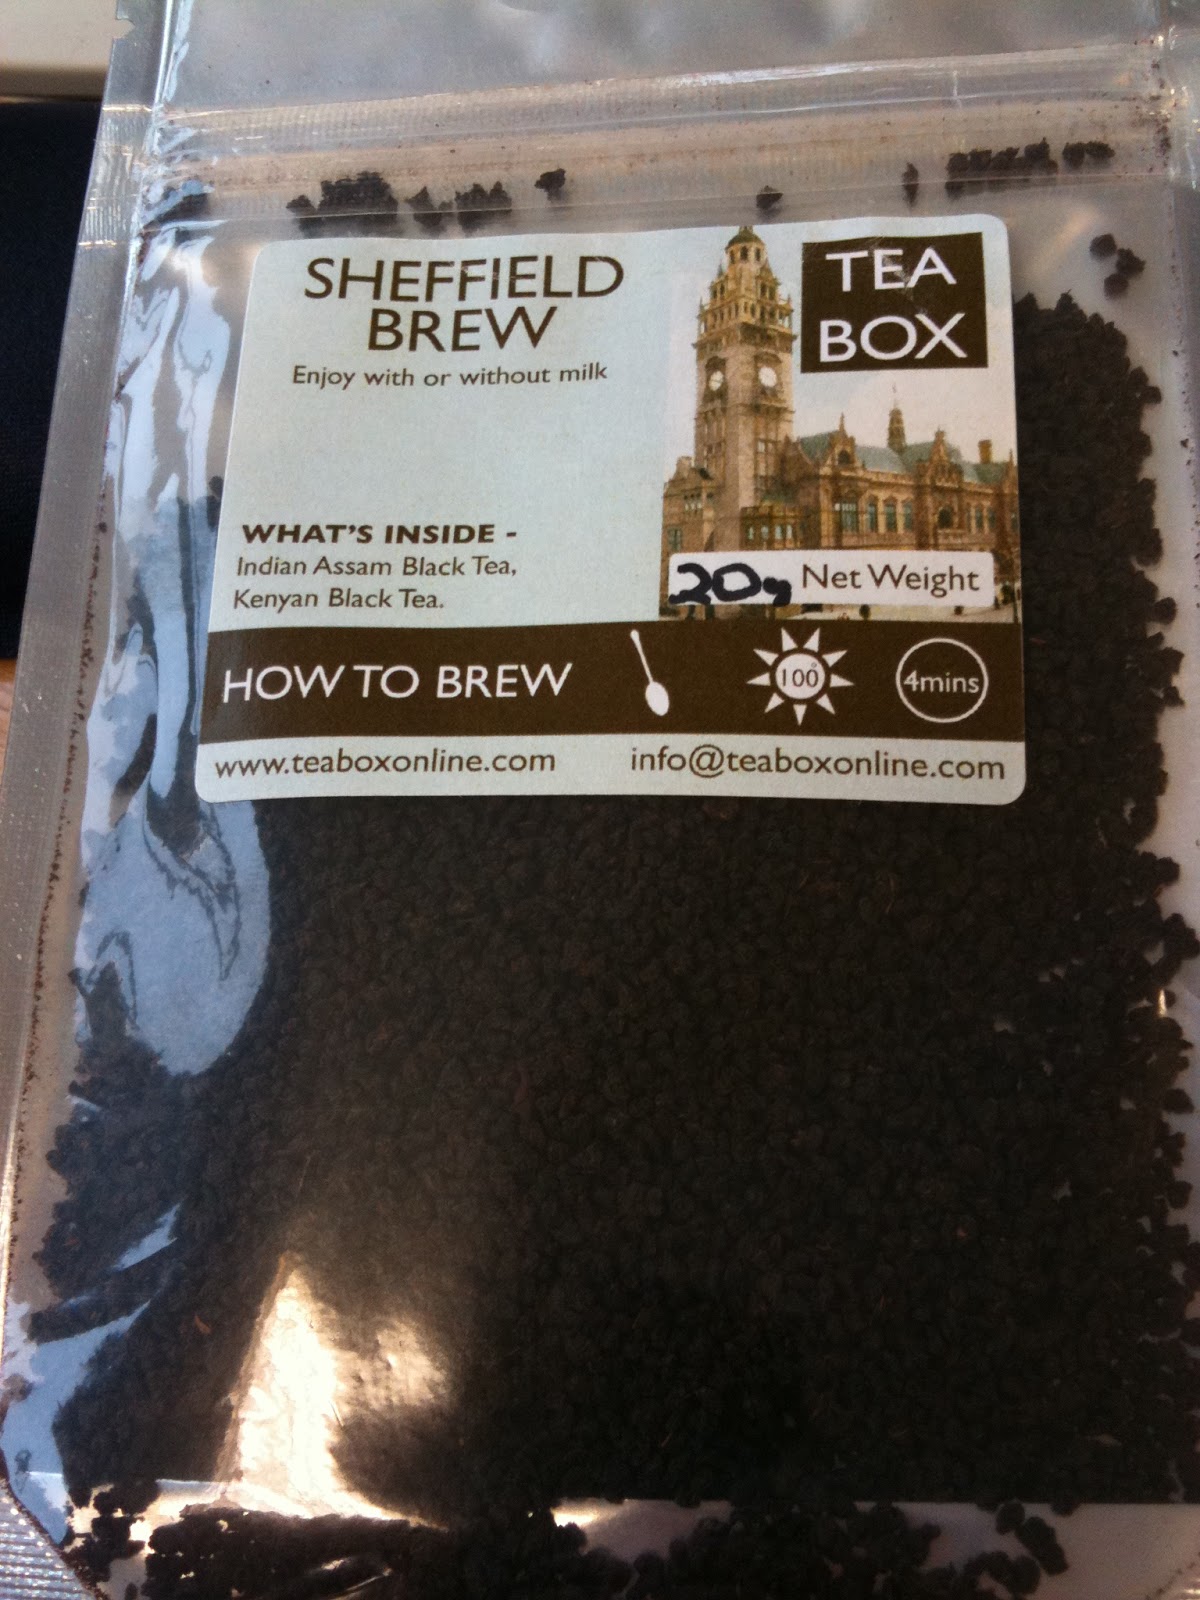 SHEFFIELD
BREW
Enjoy with or without milk
TEA
BOX
WHAT'S INSIDE -
Indian Assam Black Tea,
Kenyan Black Tea.
20g Net Weight
HOW TO BREW
100°
4mins
www.teaboxonline.com
info@teaboxonline.com